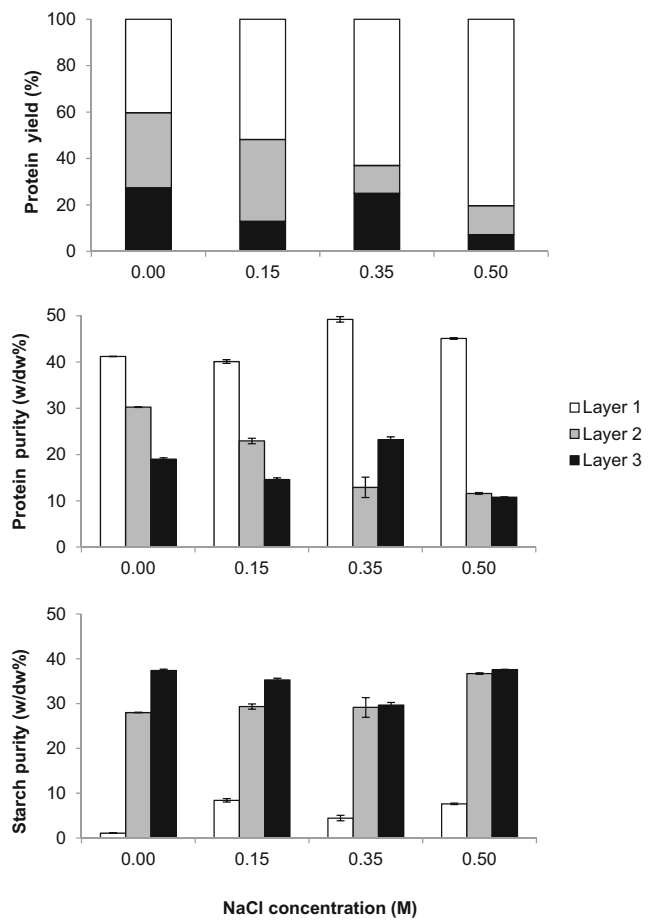 100
80
60
40
20
0
Protein yield (%)
0.00 0.15 0.35 0.50
50
40
30
20
10
0
Protein purity (w/dw%)
0.00 0.15 0.35 0.50
Layer 1
Layer 2
Layer 3
50
40
30
20
10
0
Starch purity (w/dw%)
0.00 0.15 0.35 0.50
NaCl concentration (M)